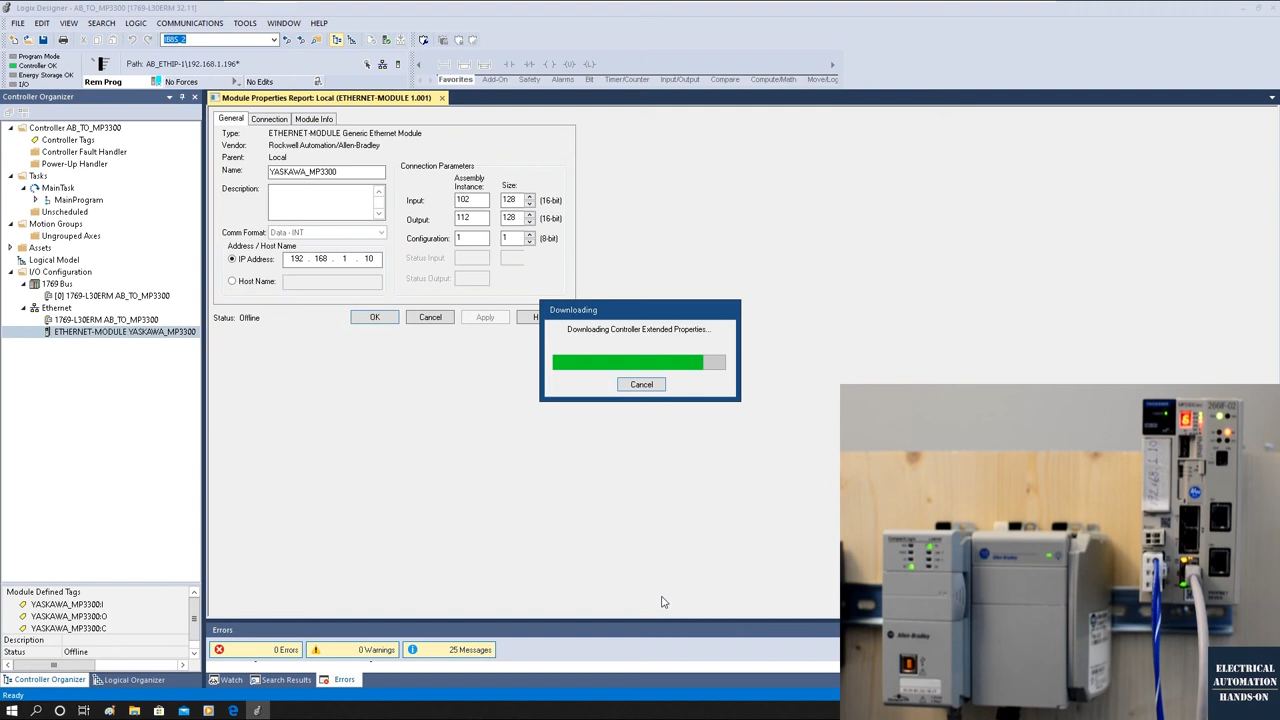 Logix Designer - AB_TO_MP3300 [1769-L30ERM 32.11]
FILE EDIT VIEW SEARCH LOGIC COMMUNICATIONS TOOLS WINDOW HELP
Program Mode
Controller OK
Energy Storage OK
I/O
Path: AB_ETHIP-1\192.168.1.196*
Rem Prog No Forces No Edits
Favorites Add-On Safety Alarms Bit Timer/Counter Input/Output Compare Compute/Math Move/Log
Controller Organizer
Controller AB_TO_MP3300
Controller Tags
Controller Fault Handler
Power-Up Handler
Tasks
MainTask
MainProgram
Unscheduled
Motion Groups
Ungrouped Axes
Assets
Logical Model
I/O Configuration
1769 Bus
[0] 1769-L30ERM AB_TO_MP3300
Ethernet
1769-L30ERM AB_TO_MP3300
ETHERNET-MODULE YASKAWA_MP3300
Module Defined Tags
YASKAWA_MP3300:I
YASKAWA_MP3300:O
YASKAWA_MP3300:C
Description
Status Offline
Controller Organizer Logical Organizer
Ready
Module Properties Report: Local (ETHERNET-MODULE 1.001)
General Connection Module Info
Type: ETHERNET-MODULE Generic Ethernet Module
Vendor: Rockwell Automation/Allen-Bradley
Parent: Local
Name: YASKAWA_MP3300
Description:
Comm Format: Data - INT
Address / Host Name
IP Address: 192 . 168 . 1 . 10
Host Name:
Connection Parameters
Assembly
Instance: Size:
Input: 102 128 (16-bit)
Output: 112 128 (16-bit)
Configuration: 1 1 (8-bit)
Status Input:
Status Output:
Status: Offline OK Cancel Apply H
Downloading
Downloading Controller Extended Properties...
Cancel
Errors
0 Errors 0 Warnings 25 Messages
Watch Search Results Errors
266F-02
192.168.1.10
Allen-Bradley
Allen-Bradley
ELECTRICAL
AUTOMATION
HANDS-ON